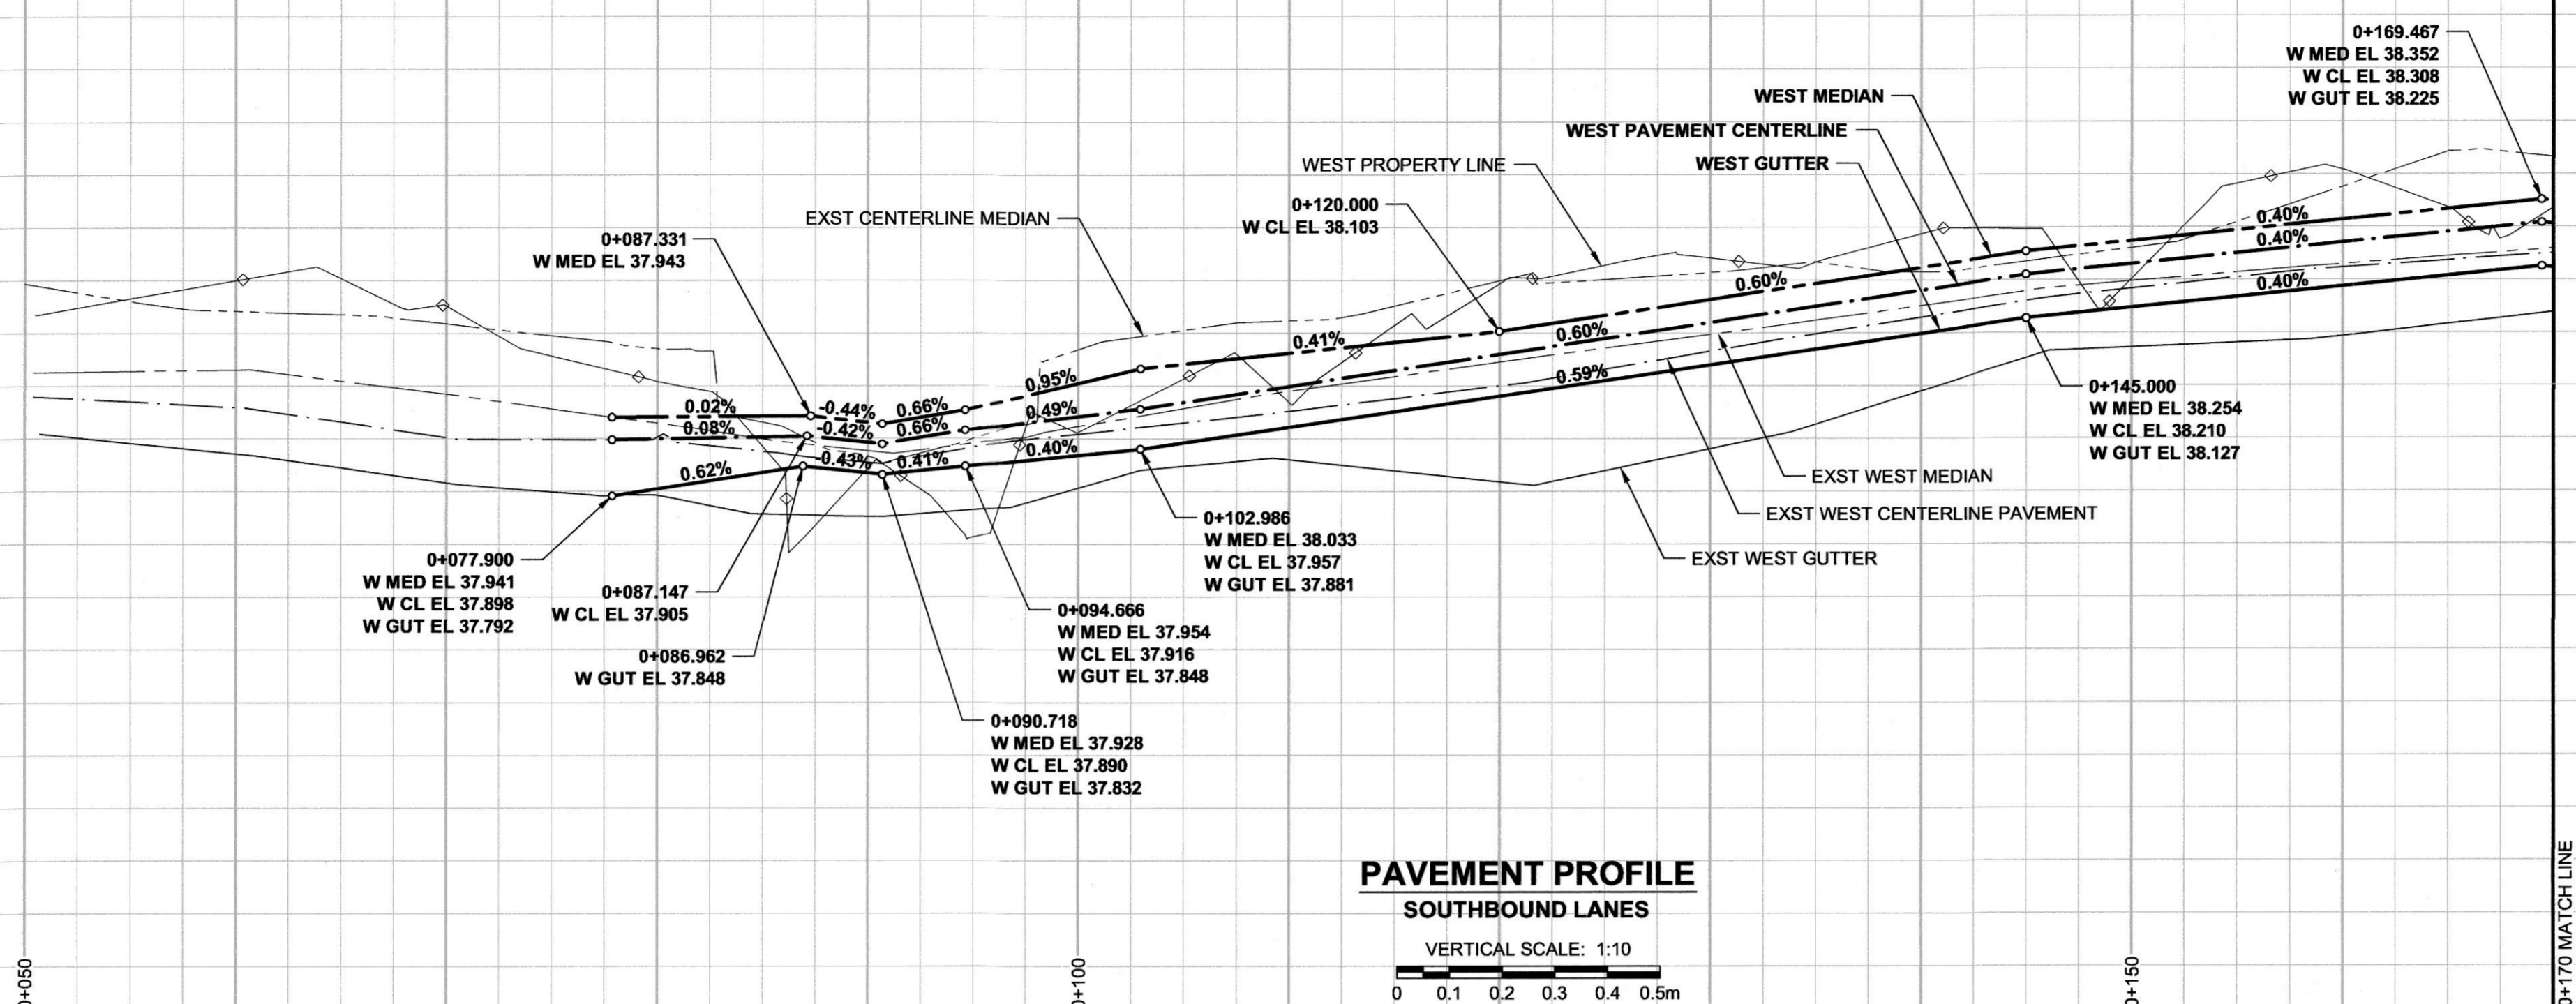 0+169.467
W MED EL 38.352
W CL EL 38.308
W GUT EL 38.225
WEST MEDIAN
WEST PAVEMENT CENTERLINE
WEST GUTTER
WEST PROPERTY LINE
0+120.000
W CL EL 38.103
EXST CENTERLINE MEDIAN
0+087.331
W MED EL 37.943
0.40%
0.40%
0.40%
0.60%
0.60%
0.59%
0.41%
0.95%
0.49%
0.40%
0.02%
-0.44%
0.66%
0.08%
-0.42%
0.66%
0.62%
-0.43%
0.41%
0+145.000
W MED EL 38.254
W CL EL 38.210
W GUT EL 38.127
EXST WEST MEDIAN
EXST WEST CENTERLINE PAVEMENT
EXST WEST GUTTER
0+102.986
W MED EL 38.033
W CL EL 37.957
W GUT EL 37.881
0+077.900
W MED EL 37.941
W CL EL 37.898
W GUT EL 37.792
0+087.147
W CL EL 37.905
0+086.962
W GUT EL 37.848
0+094.666
W MED EL 37.954
W CL EL 37.916
W GUT EL 37.848
0+090.718
W MED EL 37.928
W CL EL 37.890
W GUT EL 37.832
PAVEMENT PROFILE
SOUTHBOUND LANES
VERTICAL SCALE: 1:10
0 0.1 0.2 0.3 0.4 0.5m
0+050
0+100
0+150
0+170 MATCH LINE